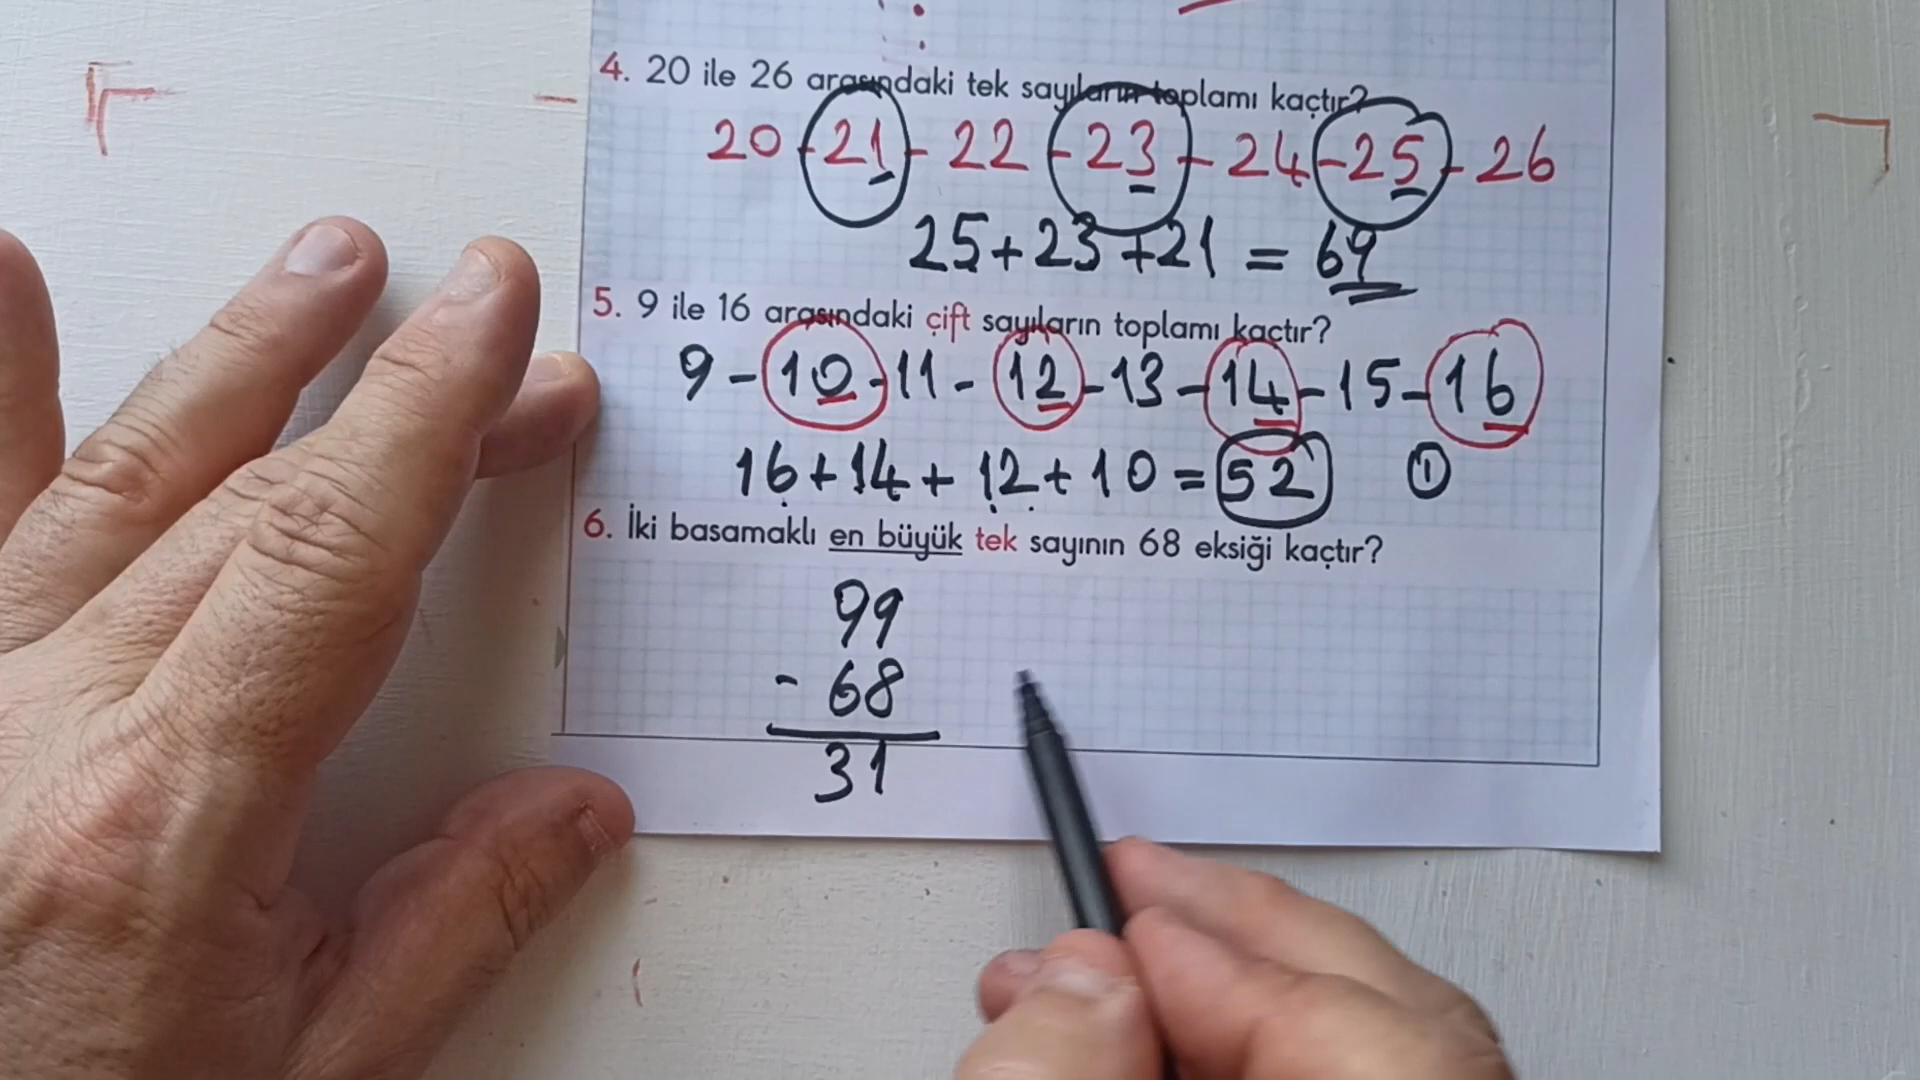 4. 20 ile 26 arasındaki tek sayıların toplamı kaçtır?
20 - 21 - 22 - 23 - 24 - 25 - 26
25+23+21 = 69
5. 9 ile 16 arasındaki çift sayıların toplamı kaçtır?
9 - 10 - 11 - 12 - 13 - 14 - 15 - 16
16+14+12+10 = 52 1
6. İki basamaklı en büyük tek sayının 68 eksiği kaçtır?
99
- 68
31